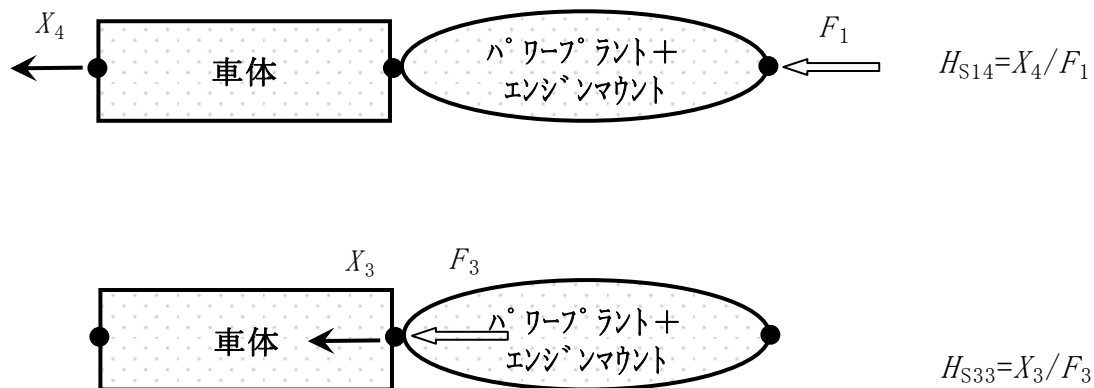 X4
車体
ﾊﾟﾜｰﾌﾟﾗﾝﾄ＋
ｴﾝｼﾞﾝﾏｳﾝﾄ
F1
HS14=X4/F1
X3
F3
車体
ﾊﾟﾜｰﾌﾟﾗﾝﾄ＋
ｴﾝｼﾞﾝﾏｳﾝﾄ
HS33=X3/F3